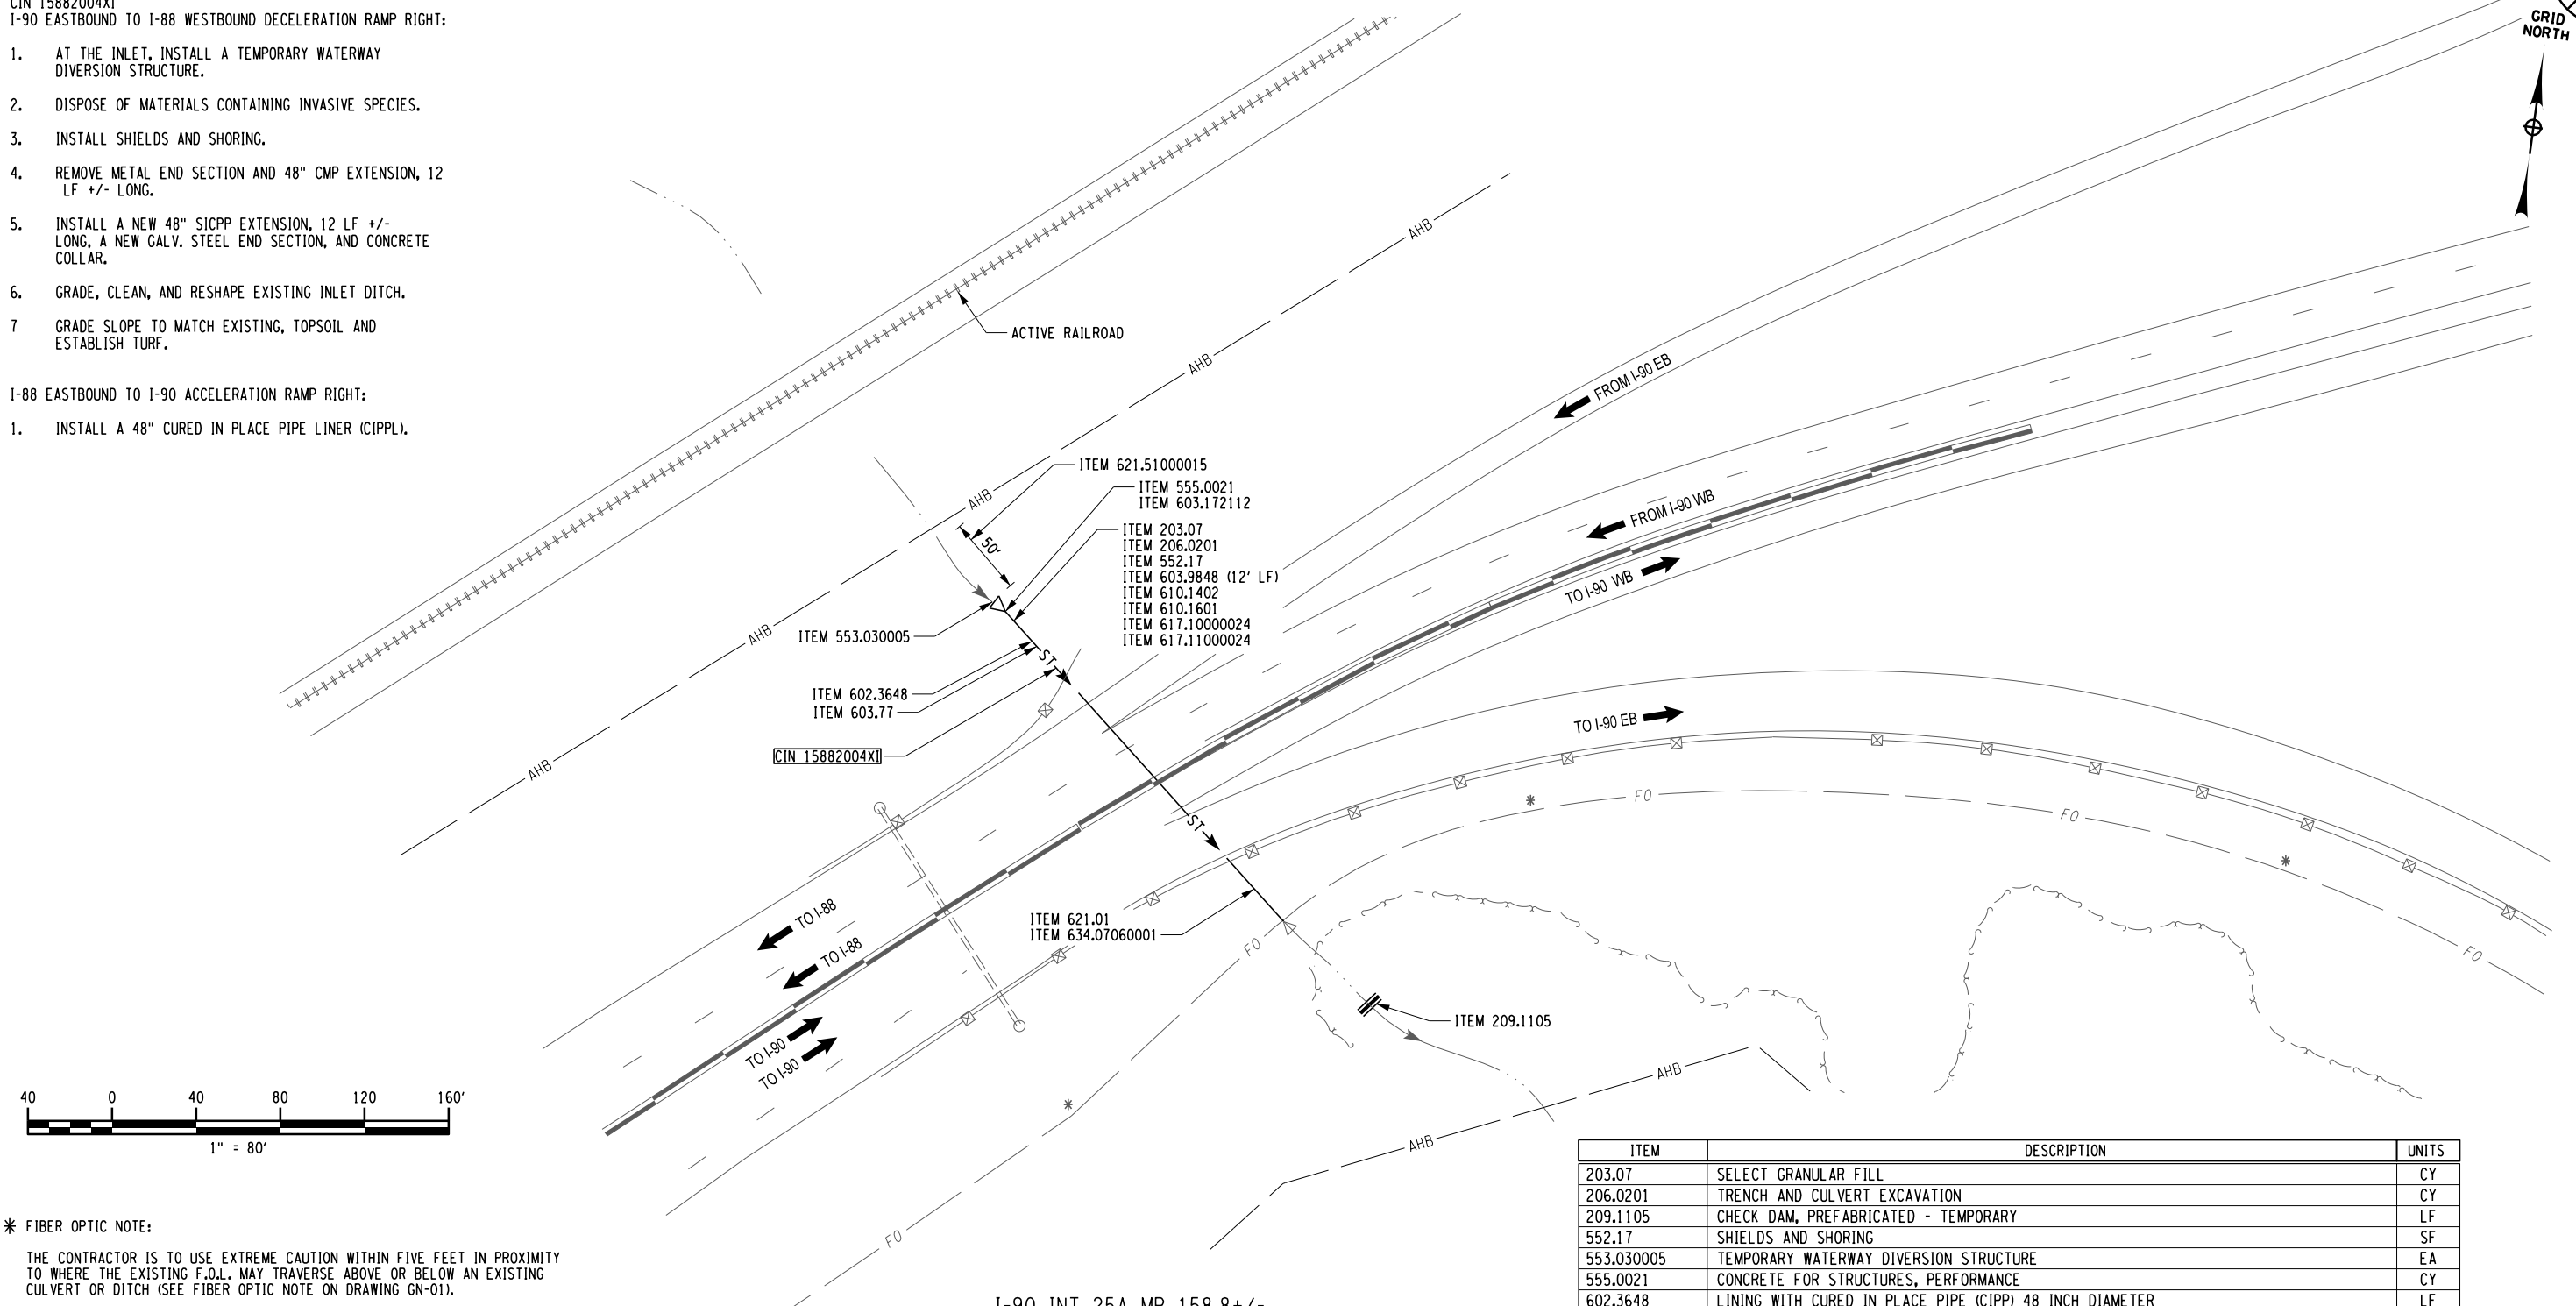 CIN 15882004XI
I-90 EASTBOUND TO I-88 WESTBOUND DECELERATION RAMP RIGHT:
1. AT THE INLET, INSTALL A TEMPORARY WATERWAY
DIVERSION STRUCTURE.
2. DISPOSE OF MATERIALS CONTAINING INVASIVE SPECIES.
3. INSTALL SHIELDS AND SHORING.
4. REMOVE METAL END SECTION AND 48" CMP EXTENSION, 12
LF +/- LONG.
5. INSTALL A NEW 48" SICPP EXTENSION, 12 LF +/-
LONG, A NEW GALV. STEEL END SECTION, AND CONCRETE
COLLAR.
6. GRADE, CLEAN, AND RESHAPE EXISTING INLET DITCH.
7 GRADE SLOPE TO MATCH EXISTING, TOPSOIL AND
ESTABLISH TURF.
I-88 EASTBOUND TO I-90 ACCELERATION RAMP RIGHT:
1. INSTALL A 48" CURED IN PLACE PIPE LINER (CIPPL).
GRID
NORTH
AHB
ACTIVE RAILROAD
AHB
FROM I-90 EB
ITEM 621.51000015
ITEM 555.0021
ITEM 603.172112
AHB
FROM I-90 WB
50'
ITEM 203.07
ITEM 206.0201
ITEM 552.17
ITEM 603.9848 (12' LF)
ITEM 610.1402
ITEM 610.1601
ITEM 617.10000024
ITEM 617.11000024
TO I-90 WB
ITEM 553.030005
AHB
ST
ITEM 602.3648
ITEM 603.77
TO I-90 EB
CIN 15882004XI
AHB
FO
FO
ST
TO I-88
ITEM 621.01
ITEM 634.07060001
TO I-88
FO
FO
ITEM 209.1105
TO I-90
TO I-90
AHB
AHB
FO
40 0 40 80 120 160'
1" = 80'
* FIBER OPTIC NOTE:
THE CONTRACTOR IS TO USE EXTREME CAUTION WITHIN FIVE FEET IN PROXIMITY
TO WHERE THE EXISTING F.O.L. MAY TRAVERSE ABOVE OR BELOW AN EXISTING
CULVERT OR DITCH (SEE FIBER OPTIC NOTE ON DRAWING GN-01).
I-90 INT 25A MP 158.8+/-
ITEM DESCRIPTION UNITS
203.07 SELECT GRANULAR FILL CY
206.0201 TRENCH AND CULVERT EXCAVATION CY
209.1105 CHECK DAM, PREFABRICATED - TEMPORARY LF
552.17 SHIELDS AND SHORING SF
553.030005 TEMPORARY WATERWAY DIVERSION STRUCTURE EA
555.0021 CONCRETE FOR STRUCTURES, PERFORMANCE CY
602.3648 LINING WITH CURED IN PLACE PIPE (CIPP) 48 INCH DIAMETER LF